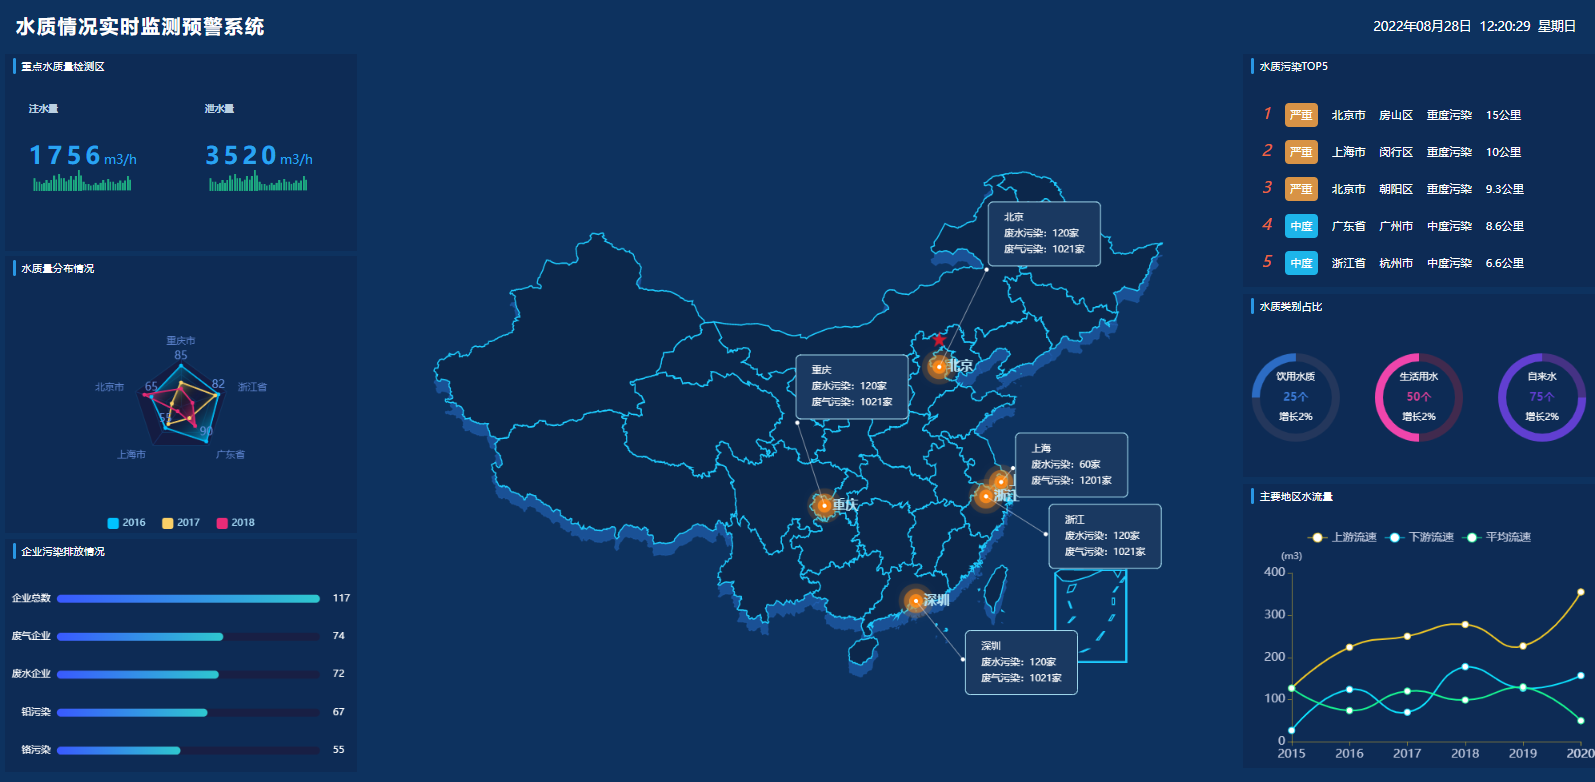 水质情况实时监测预警系统
2022年08月28日 12:20:29 星期日
重点水质量检测区
注水量
泄水量
1756 m3/h
3520 m3/h
水质量分布情况
重庆市
85
北京市
65
82
浙江省
90
上海市
广东省
2016
2017
2018
企业污染排放情况
企业总数 117
废气企业 74
废水企业 72
铅污染 67
铬污染 55
北京
废水污染：120家
废气污染：1021家
北京
重庆
废水污染：120家
废气污染：1021家
重庆
上海
废水污染：60家
废气污染：1201家
浙江
浙江
废水污染：120家
废气污染：1021家
深圳
深圳
废水污染：120家
废气污染：1021家
水质污染TOP5
1 严重 北京市 房山区 重度污染 15公里
2 严重 上海市 闵行区 重度污染 10公里
3 严重 北京市 朝阳区 重度污染 9.3公里
4 中度 广东省 广州市 中度污染 8.6公里
5 中度 浙江省 杭州市 中度污染 6.6公里
水质类别占比
饮用水质
25个
增长2%
生活用水
50个
增长2%
自来水
75个
增长2%
主要地区水流量
上游流速 下游流速 平均流速
(m3)
400
300
200
100
0
2015 2016 2017 2018 2019 2020